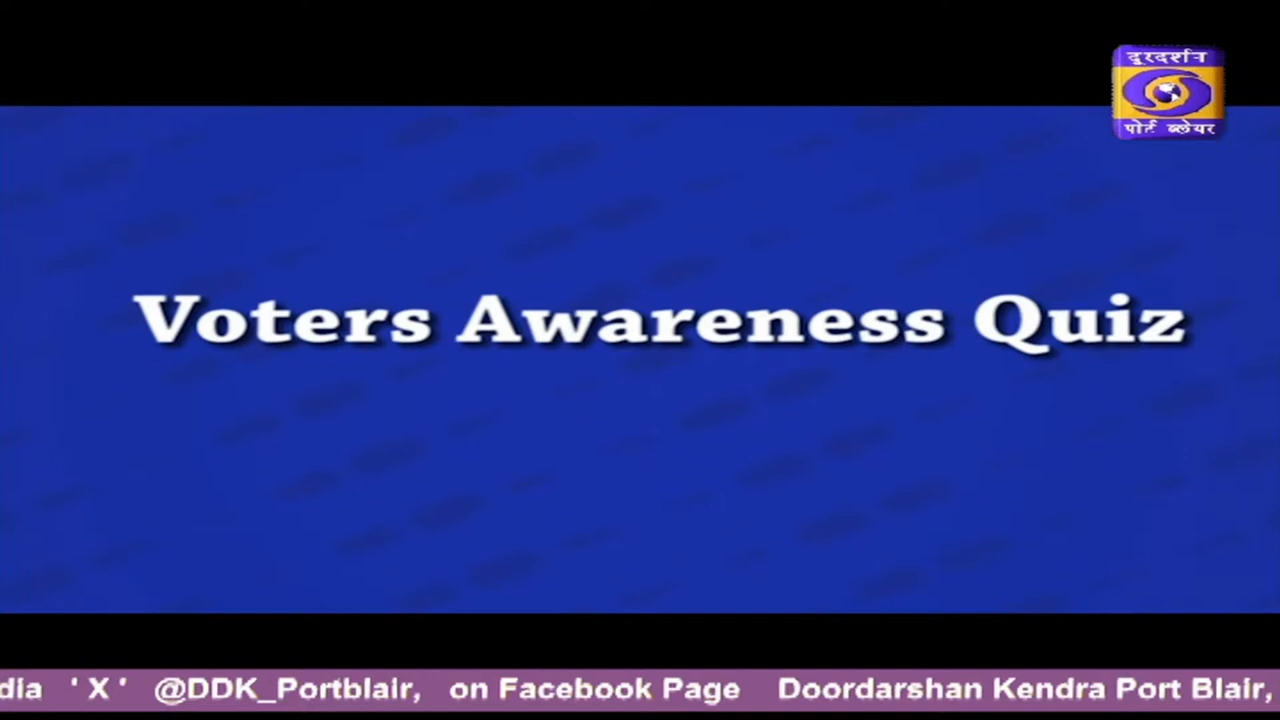 दूरदर्शन
पोर्ट ब्लेयर
Voters Awareness Quiz
dia ' X ' @DDK_Portblair, on Facebook Page Doordarshan Kendra Port Blair,